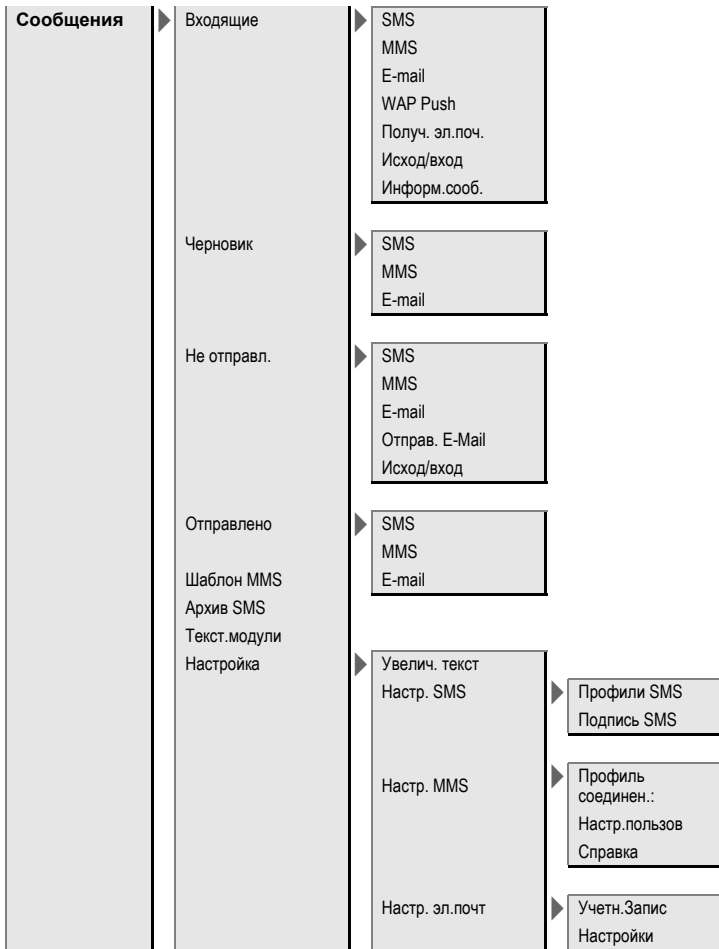 Сообщения
Входящие
SMS
MMS
E-mail
WAP Push
Получ. эл.поч.
Исход/вход
Информ.сооб.
Черновик
SMS
MMS
E-mail
Не отправл.
SMS
MMS
E-mail
Отправ. E-Mail
Исход/вход
Отправлено
SMS
MMS
E-mail
Шаблон MMS
Архив SMS
Текст.модули
Настройка
Увелич. текст
Настр. SMS
Профили SMS
Подпись SMS
Настр. MMS
Профиль
соединен.:
Настр.пользов
Справка
Настр. эл.почт
Учетн.Запис
Настройки